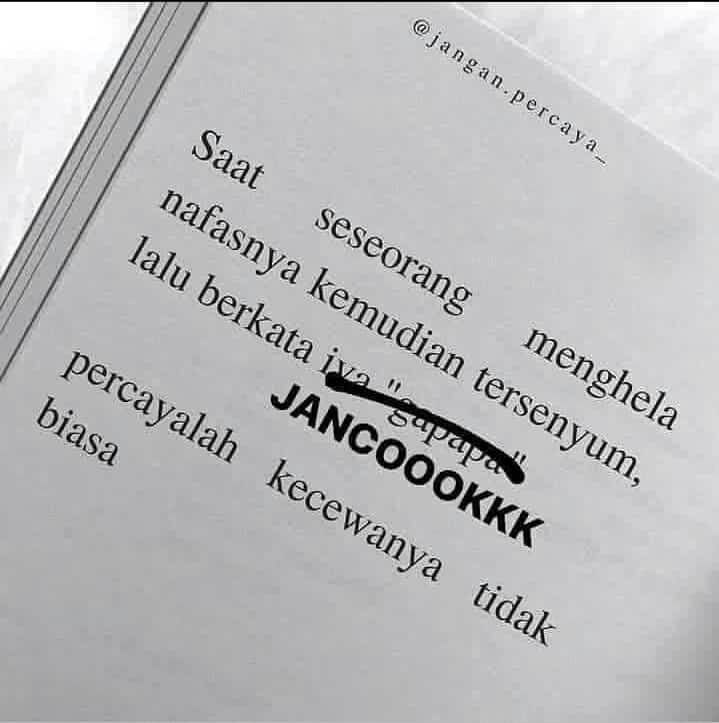 @jangan.percaya_
Saat seseorang menghela
nafasnya kemudian tersenyum,
lalu berkata iya "gapapa"
JANCOOOKKK
percayalah kecewanya tidak
biasa